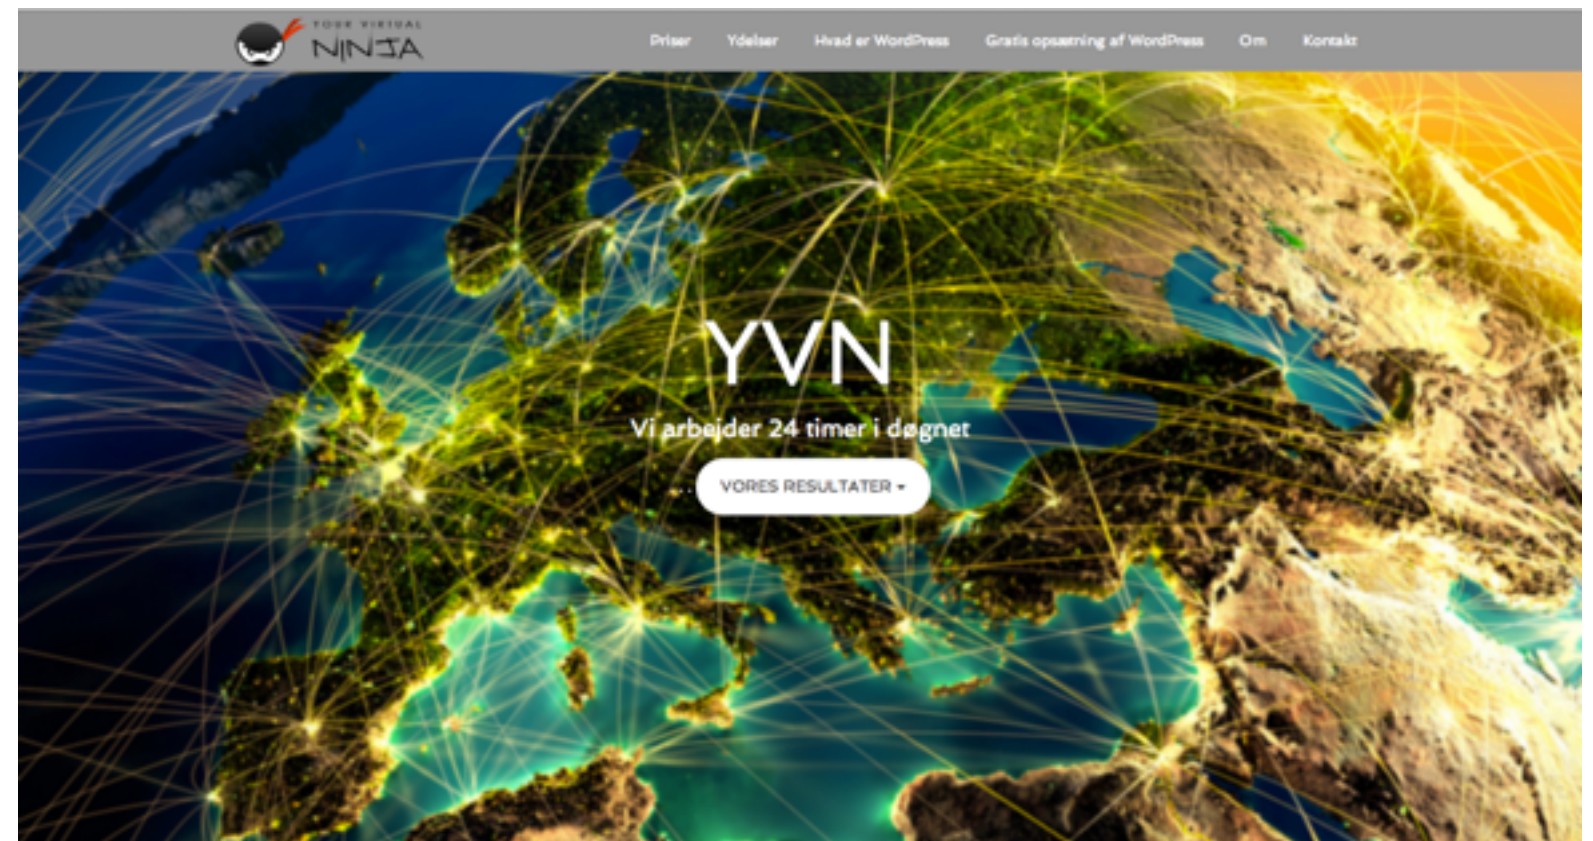 YOUR VIRTUAL
NINJA
Priser Ydelser Hvad er WordPress Gratis opsætning af WordPress Om Kontakt
YVN
Vi arbejder 24 timer i døgnet
... VORES RESULTATER